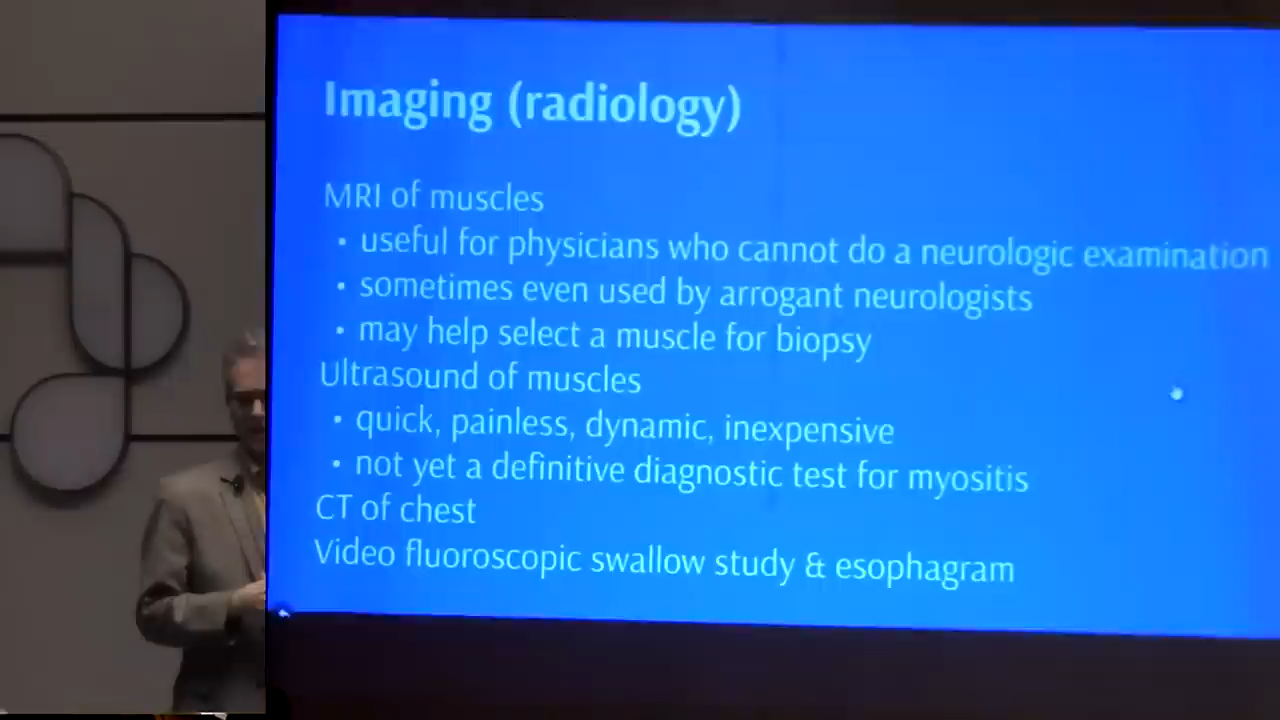 Imaging (radiology)
MRI of muscles
• useful for physicians who cannot do a neurologic examination
• sometimes even used by arrogant neurologists
• may help select a muscle for biopsy
Ultrasound of muscles
• quick, painless, dynamic, inexpensive
• not yet a definitive diagnostic test for myositis
CT of chest
Video fluoroscopic swallow study & esophagram